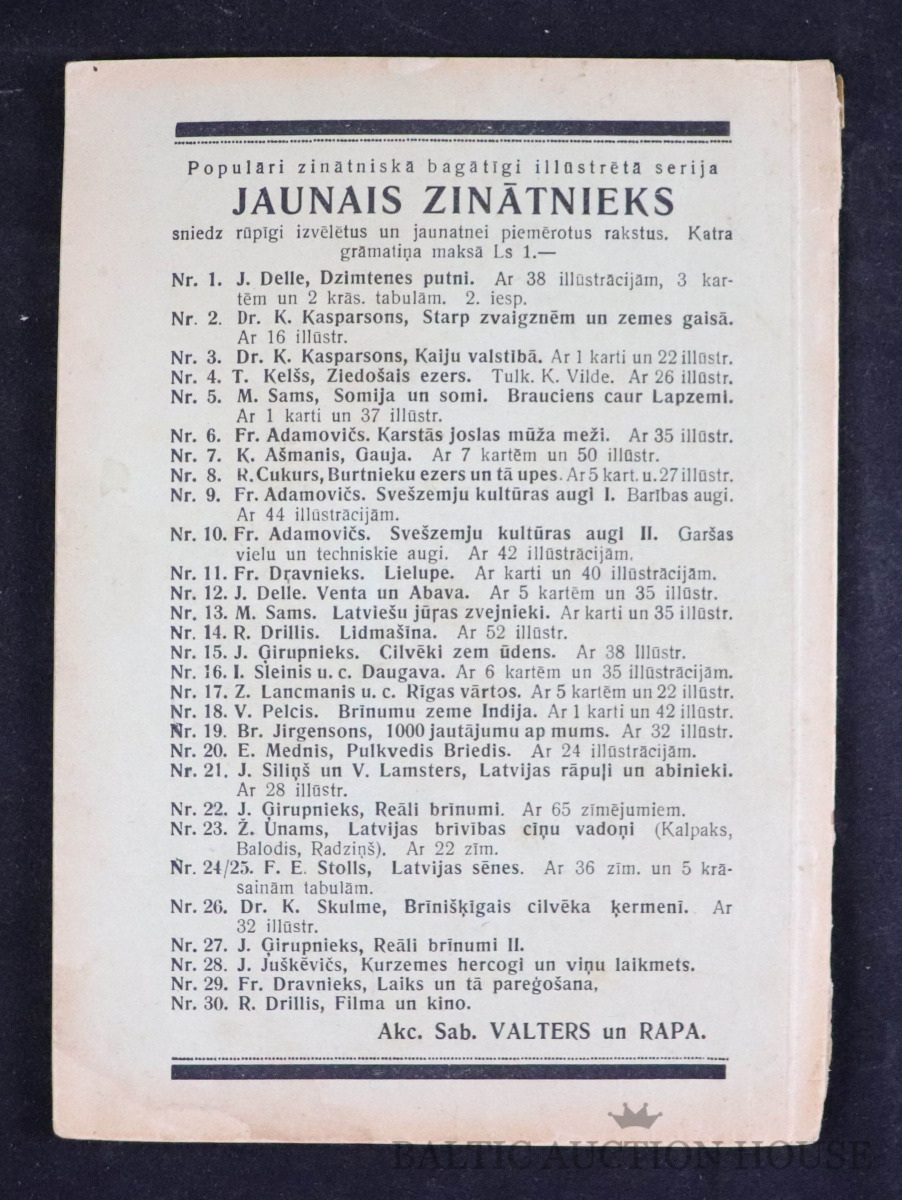 Populāri zinātniskā bagātīgi illūstrētā serija
JAUNAIS ZINĀTNIEKS
sniedz rūpīgi izvēlētus un jaunatnei piemērotus rakstus. Katra
grāmatiņa maksā Ls 1.—
Nr. 1. J. Delle, Dzimtenes putni. Ar 38 illūstrācijām, 3 kar-
tēm un 2 krās. tabulām. 2. iesp.
Nr. 2. Dr. K. Kasparsons, Starp zvaigznēm un zemes gaisā.
Ar 16 illūstr.
Nr. 3. Dr. K. Kasparsons, Kaiju valstībā. Ar 1 karti un 22 illūstr.
Nr. 4. T. Kelšs, Ziedošais ezers. Tulk. K. Vilde. Ar 26 illūstr.
Nr. 5. M. Sams, Somija un somi. Brauciens caur Lapzemi.
Ar 1 karti un 37 illūstr.
Nr. 6. Fr. Adamovičs. Karstās joslas mūža meži. Ar 35 illūstr.
Nr. 7. K. Ašmanis, Gauja. Ar 7 kartēm un 50 illūstr.
Nr. 8. R. Cukurs, Burtnieku ezers un tā upes. Ar 5 kart. u. 27 illūstr.
Nr. 9. Fr. Adamovičs. Svešzemju kultūras augi I. Barības augi.
Ar 44 illūstrācijām.
Nr. 10. Fr. Adamovičs. Svešzemju kultūras augi II. Garšas
vielu un techniskie augi. Ar 42 illūstrācijām.
Nr. 11. Fr. Dŗavnieks. Lielupe. Ar karti un 40 illūstrācijām.
Nr. 12. J. Delle. Venta un Abava. Ar 5 kartēm un 35 illūstr.
Nr. 13. M. Sams. Latviešu jūŗas zvejnieki. Ar karti un 35 illūstr.
Nr. 14. R. Drillis. Lidmašīna. Ar 52 illūstr.
Nr. 15. J. Ģirupnieks. Cilvēki zem ūdens. Ar 38 Illūstr.
Nr. 16. I. Sleinis u. c. Daugava. Ar 6 kartēm un 35 illūstrācijām.
Nr. 17. Z. Lancmanis u. c. Rīgas vārtos. Ar 5 kartēm un 22 illūstr.
Nr. 18. V. Pelcis. Brīnumu zeme Indija. Ar 1 karti un 42 illūstr.
Nr. 19. Br. Jirgensons, 1000 jautājumu ap mums. Ar 32 illūstr.
Nr. 20. E. Mednis, Pulkvedis Briedis. Ar 24 illūstrācijām.
Nr. 21. J. Siliņš un V. Lamsters, Latvijas rāpuļi un abinieki.
Ar 28 illūstr.
Nr. 22. J. Ģirupnieks, Reāli brīnumi. Ar 65 zīmējumiem.
Nr. 23. Ž. Unams, Latvijas brīvības cīņu vadoņi (Kalpaks,
Balodis, Radziņš). Ar 22 zīm.
Nr. 24/25. F. E. Stolls, Latvijas sēnes. Ar 36 zīm. un 5 krā-
sainām tabulām.
Nr. 26. Dr. K. Skulme, Brīnišķīgais cilvēka ķermenī. Ar
32 illūstr.
Nr. 27. J. Ģirupnieks, Reāli brīnumi II.
Nr. 28. J. Juškēvičs, Kurzemes hercogi un viņu laikmets.
Nr. 29. Fr. Dravnieks, Laiks un tā pareģošana,
Nr. 30. R. Drillis, Filma un kino.
Akc. Sab. VALTERS un RAPA.
BALTIC AUCTION HOUSE